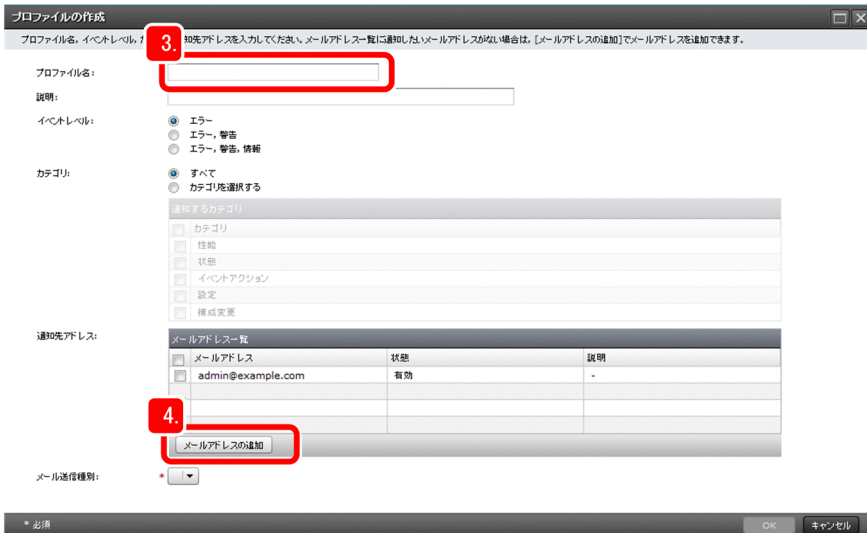 プロファイルの作成
プロファイル名，イベントレベル，カ
3.
知先アドレスを入力してください。メールアドレス一覧に通知したいメールアドレスがない場合は，[メールアドレスの追加]でメールアドレスを追加できます。
プロファイル名：
説明：
イベントレベル：
エラー
エラー，警告
エラー，警告，情報
カテゴリ：
すべて
カテゴリを選択する
通知するカテゴリ
カテゴリ
性能
状態
イベントアクション
設定
構成変更
通知先アドレス：
メールアドレス一覧
メールアドレス 状態 説明
admin@example.com 有効 -
4.
メールアドレスの追加
メール送信種別： *
* 必須
OK キャンセル